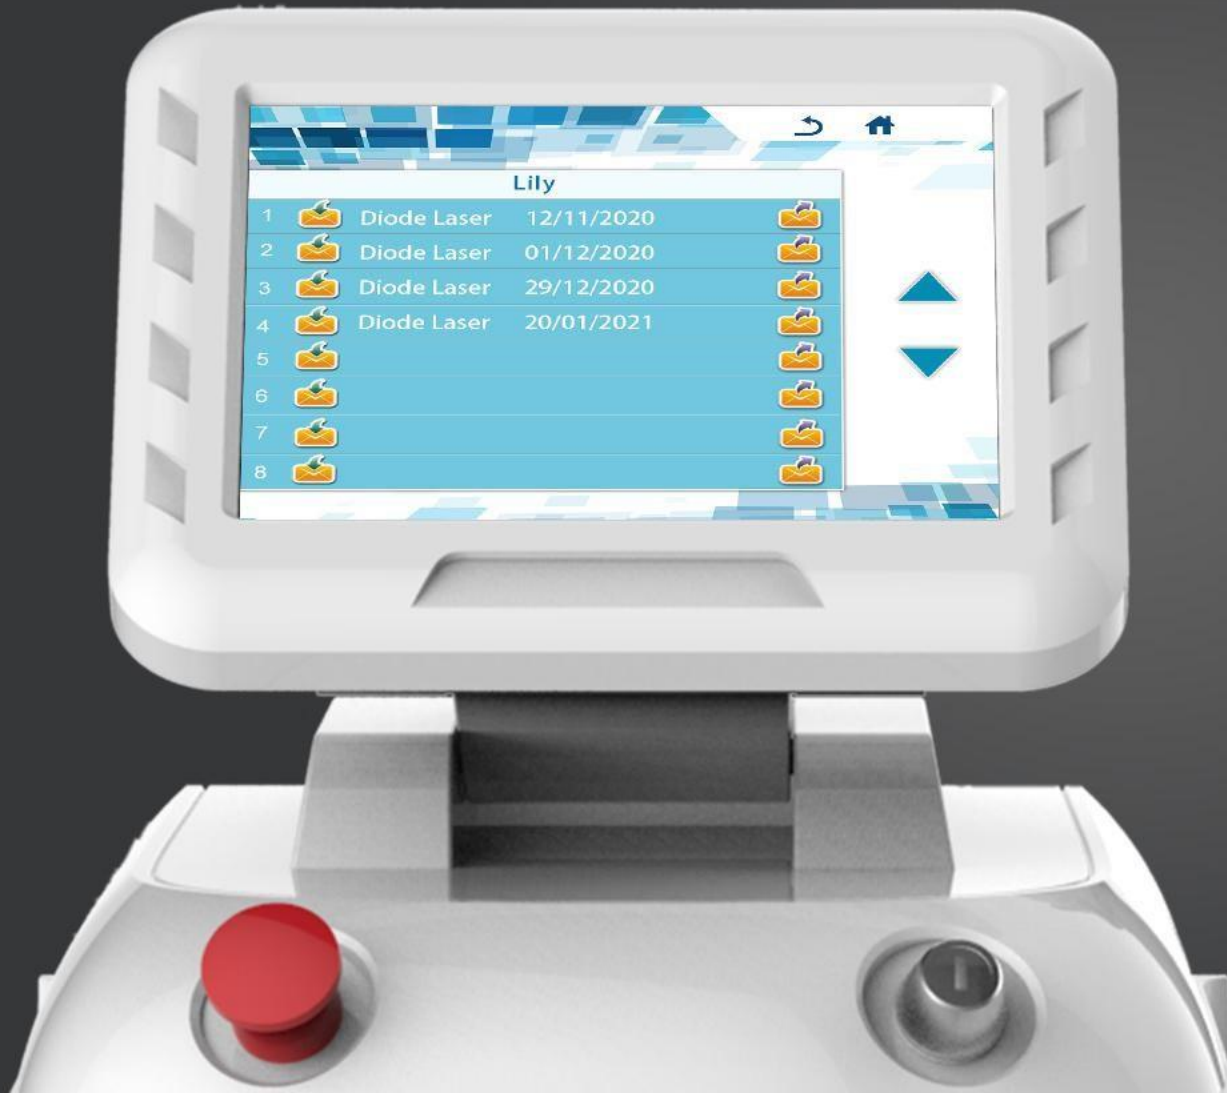 Lily
1 Diode Laser 12/11/2020
2 Diode Laser 01/12/2020
3 Diode Laser 29/12/2020
4 Diode Laser 20/01/2021
5
6
7
8